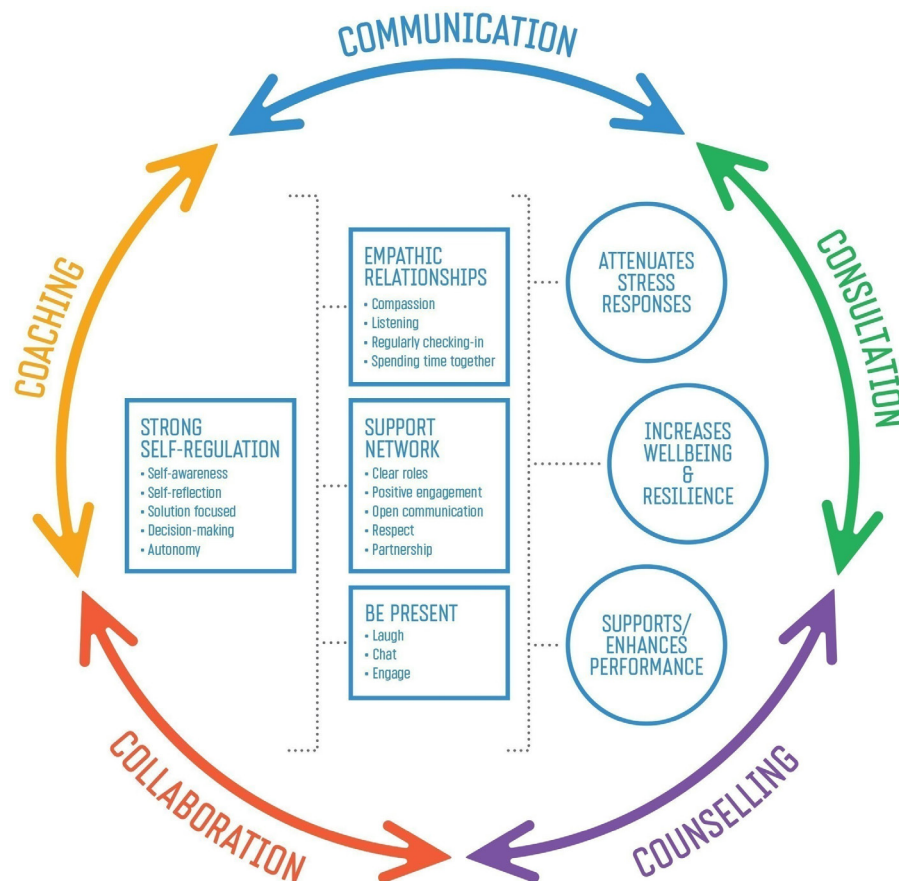 COMMUNICATION
COACHING
CONSULTATION
EMPATHIC
RELATIONSHIPS
• Compassion
• Listening
• Regularly checking-in
• Spending time together
ATTENUATES
STRESS
RESPONSES
STRONG
SELF-REGULATION
• Self-awareness
• Self-reflection
• Solution focused
• Decision-making
• Autonomy
SUPPORT
NETWORK
• Clear roles
• Positive engagement
• Open communication
• Respect
• Partnership
INCREASES
WELLBEING
&
RESILIENCE
BE PRESENT
• Laugh
• Chat
• Engage
SUPPORTS/
ENHANCES
PERFORMANCE
COLLABORATION
COUNSELLING